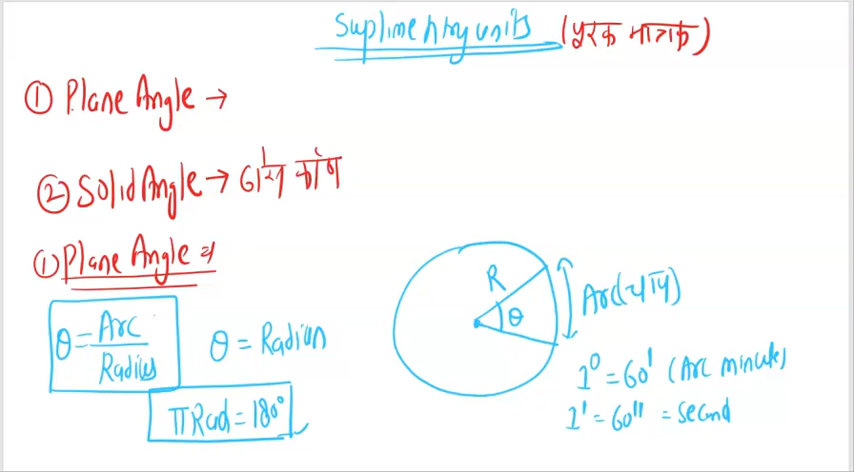 Suplimentry units (पुरक मात्रक)
① Plane Angle →
② Solid Angle → कोण
① Plane Angle ⇒
θ = Arc / Radius
θ = Radian
π Rad = 180°
R
θ
Arc (चाप)
1° = 60' (Arc minute)
1' = 60'' = second